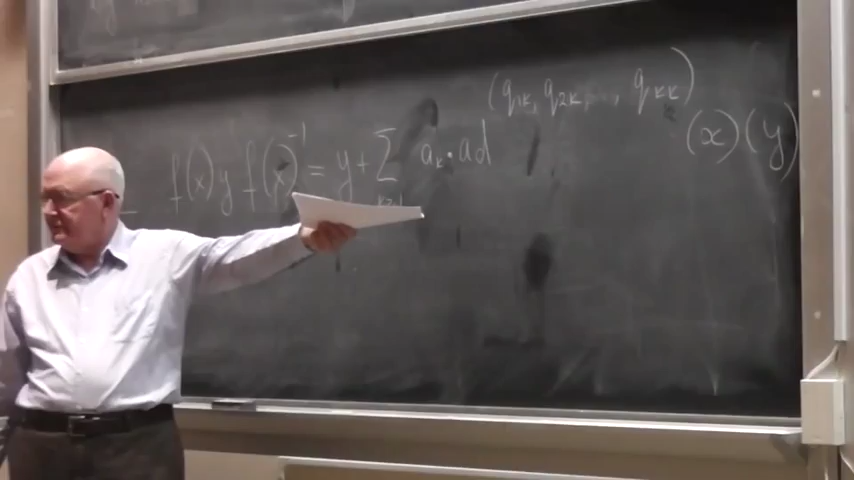 f(x) y f(x)⁻¹ = y + ∑ₖ₌₁ aₖ · ad (q₁ₖ, q₂ₖ, ..., qₖₖ) (x)(y)